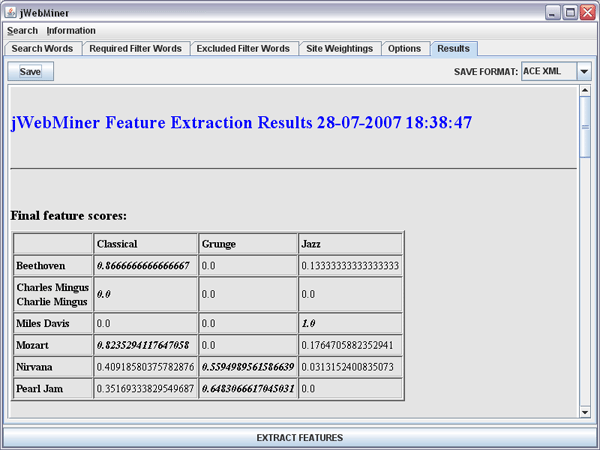 jWebMiner
Search Information
Search Words Required Filter Words Excluded Filter Words Site Weightings Options Results
Save SAVE FORMAT: ACE XML
jWebMiner Feature Extraction Results 28-07-2007 18:38:47
Final feature scores:
Classical Grunge Jazz
Beethoven 0.8666666666666667 0.0 0.13333333333333333
Charles Mingus
Charlie Mingus 0.0 0.0 0.0
Miles Davis 0.0 0.0 1.0
Mozart 0.8235294117647058 0.0 0.1764705882352941
Nirvana 0.40918580375782876 0.5594989561586639 0.0313152400835073
Pearl Jam 0.35169333829549687 0.6483066617045031 0.0
EXTRACT FEATURES